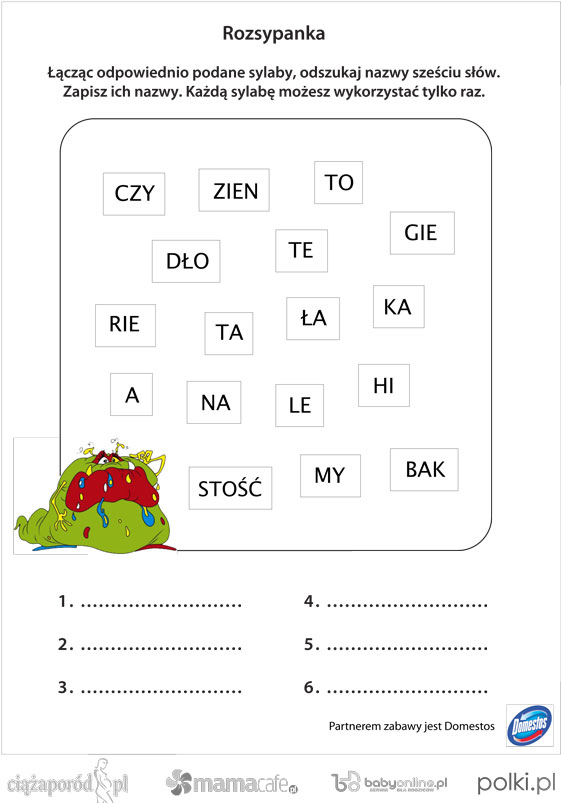 Rozsypanka
Łącząc odpowiednio podane sylaby, odszukaj nazwy sześciu słów.
Zapisz ich nazwy. Każdą sylabę możesz wykorzystać tylko raz.
CZY ZIEN TO
DŁO TE GIE
RIE TA ŁA KA
A NA LE HI
STOŚĆ MY BAK
1. ............................ 4. ............................
2. ............................ 5. ............................
3. ............................ 6. ............................
Partnerem zabawy jest Domestos
Domestos
ciążaporód.pl mamacafe.pl babyonline.pl polki.pl